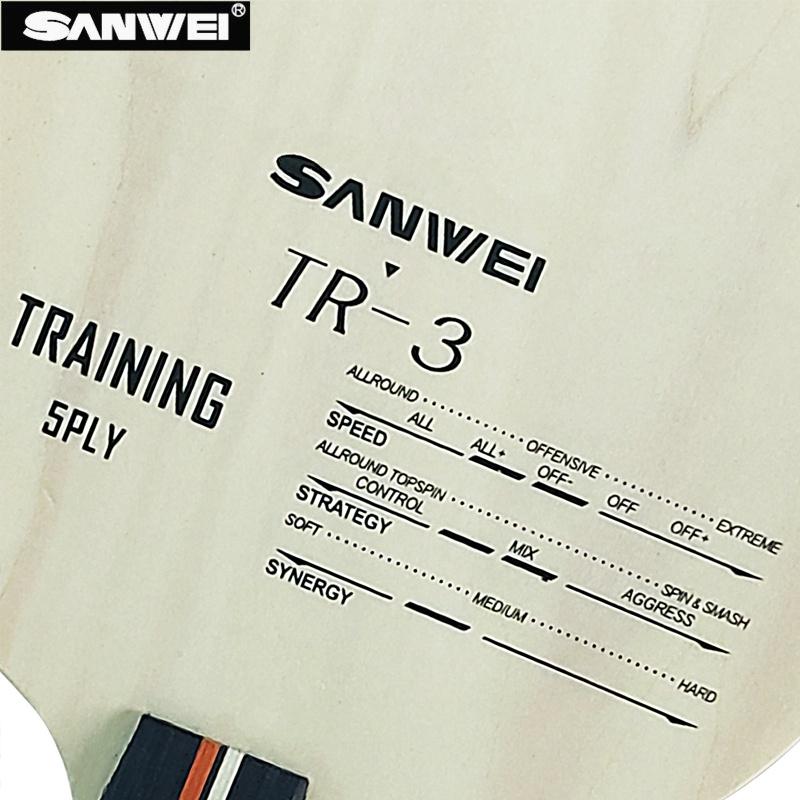 SANWEI®
SANWEI
TR-3
TRAINING
5PLY
ALLROUND OFFENSIVE EXTREME
ALL ALL+ OFF- OFF OFF+
SPEED
ALLROUND TOPSPIN SPIN & SMASH
CONTROL MIX AGGRESS
STRATEGY
SOFT MEDIUM HARD
SYNERGY